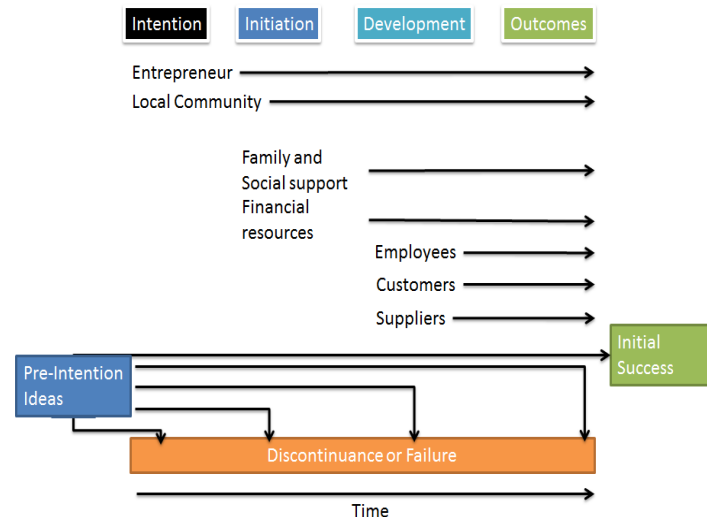 Intention
Initiation
Development
Outcomes
Entrepreneur
Local Community
Family and
Social support
Financial
resources
Employees
Customers
Suppliers
Initial
Success
Pre-Intention
Ideas
Discontinuance or Failure
Time